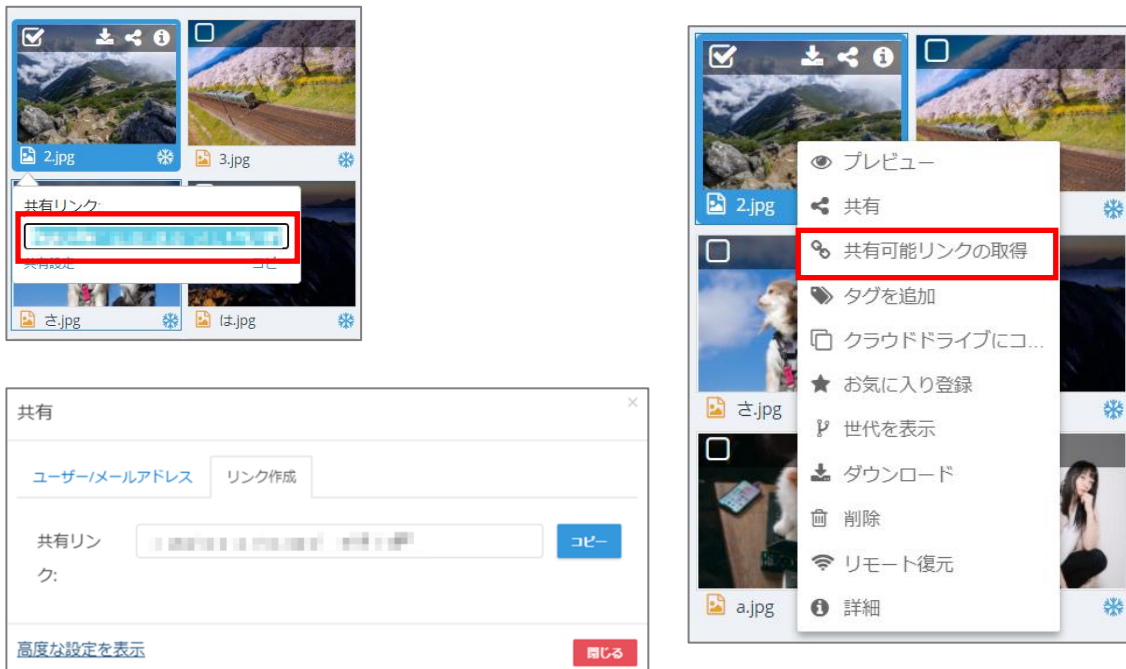 2.jpg
3.jpg
共有リンク:
共有設定
コピー
さ.jpg
は.jpg
共有
ユーザー/メールアドレス
リンク作成
共有リン
ク:
コピー
高度な設定を表示
閉じる
プレビュー
2.jpg
共有
共有可能リンクの取得
タグを追加
クラウドドライブにコ...
さ.jpg
お気に入り登録
世代を表示
ダウンロード
削除
リモート復元
a.jpg
詳細